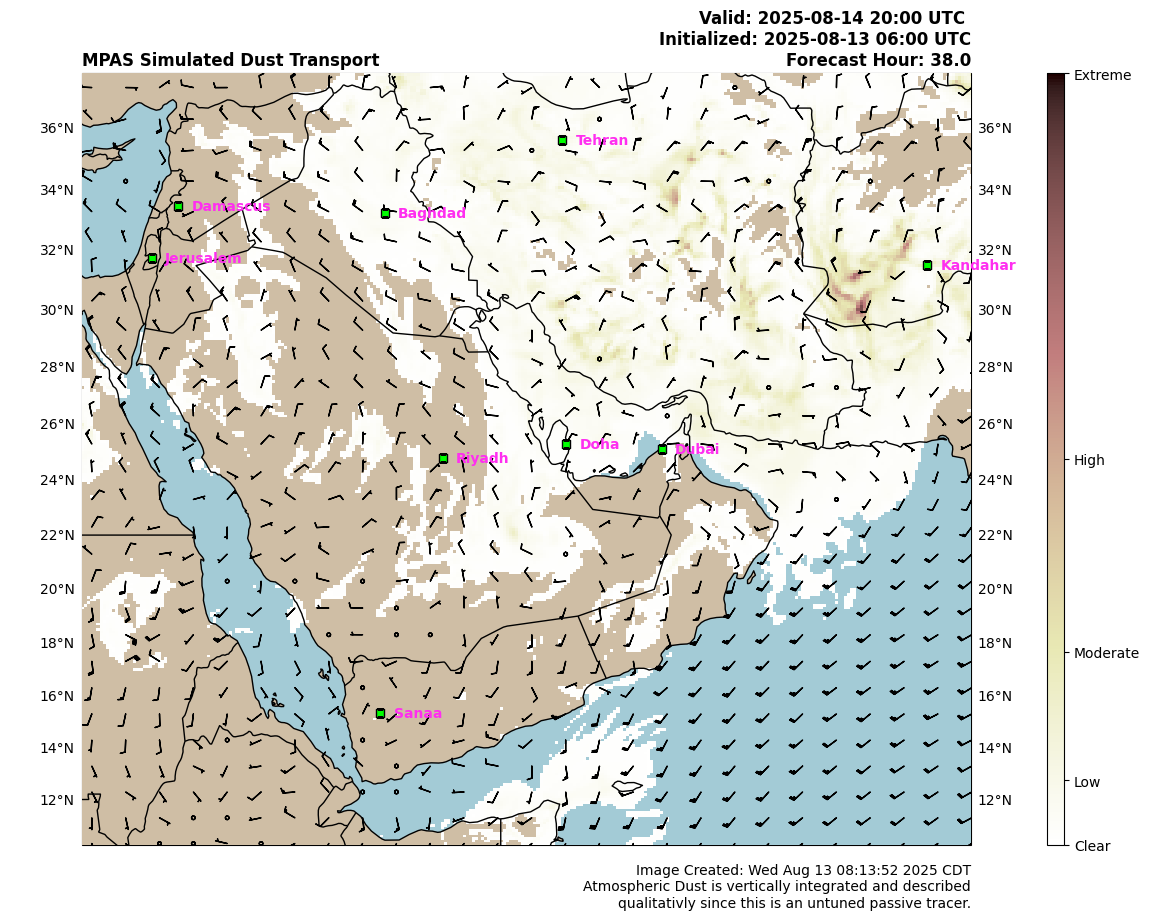 Valid: 2025-08-14 20:00 UTC
Initialized: 2025-08-13 06:00 UTC
MPAS Simulated Dust Transport
Forecast Hour: 38.0
Extreme
High
Moderate
Low
Clear
36°N
34°N
32°N
30°N
28°N
26°N
24°N
22°N
20°N
18°N
16°N
14°N
12°N
36°N
34°N
32°N
30°N
28°N
26°N
24°N
22°N
20°N
18°N
16°N
14°N
12°N
Tehran
Damascus
Baghdad
Jerusalem
Kandahar
Doha
Dubai
Riyadh
Sanaa
Image Created: Wed Aug 13 08:13:52 2025 CDT
Atmospheric Dust is vertically integrated and described
qualitativly since this is an untuned passive tracer.